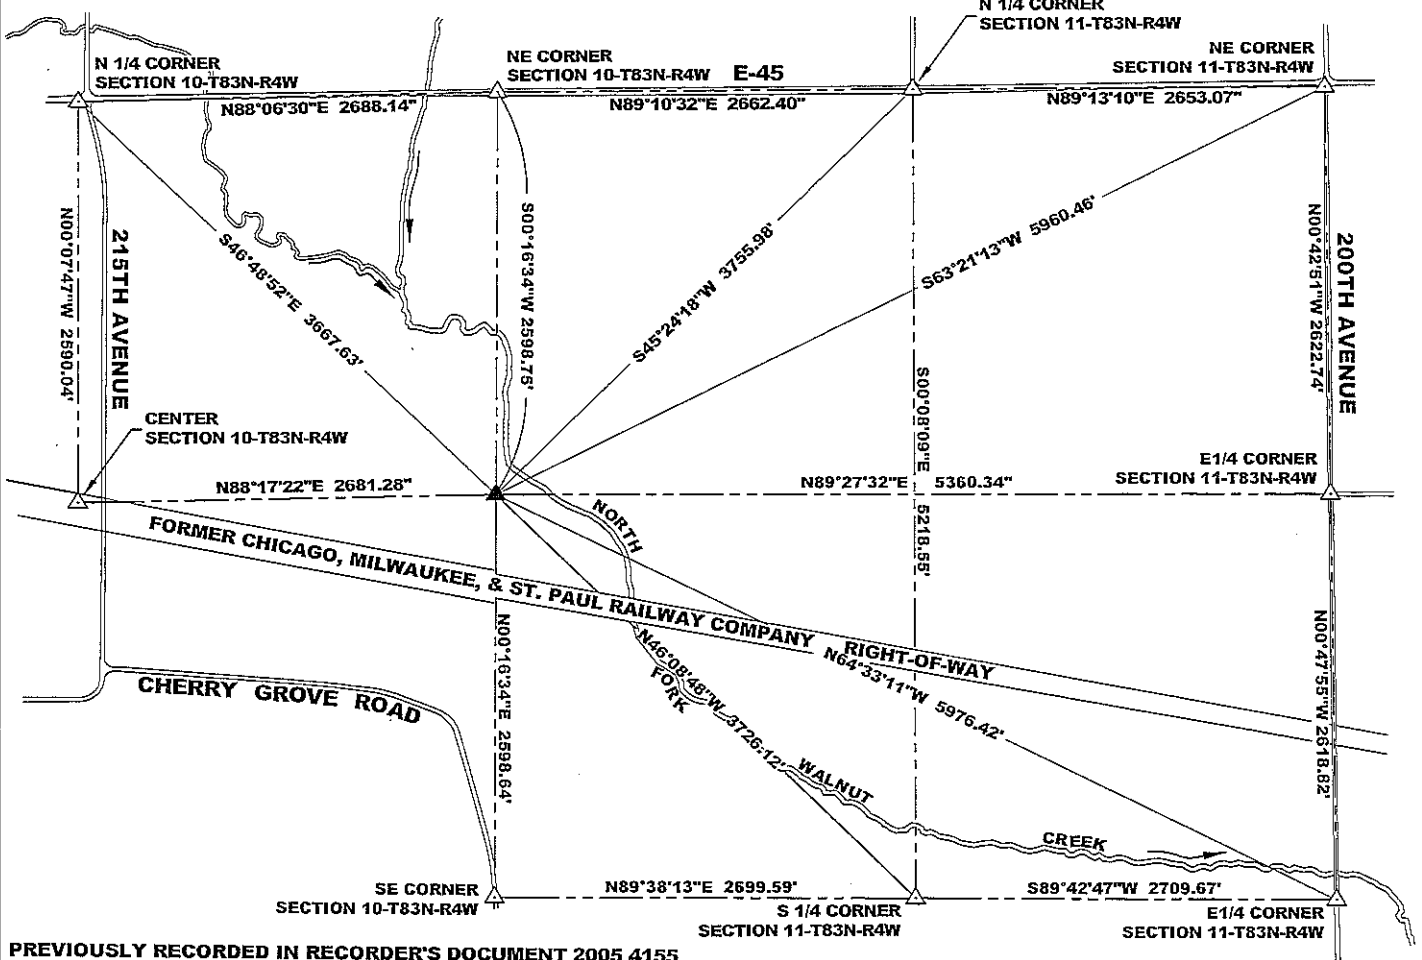 N 1/4 CORNER
SECTION 11-T83N-R4W
NE CORNER
SECTION 11-T83N-R4W
NE CORNER
SECTION 10-T83N-R4W
E-45
N 1/4 CORNER
SECTION 10-T83N-R4W
N88°06'30"E 2688.14"
N89°10'32"E 2662.40"
N89°13'10"E 2653.07"
N00°07'47"W 2590.04'
215TH AVENUE
S46°48'52"E 3667.63'
S00°16'34"W 2598.75'
S45°24'18"W 3755.98'
S63°21'13"W 5960.46'
N00°42'51"W 2622.74'
200TH AVENUE
CENTER
SECTION 10-T83N-R4W
S00°08'09"E 5218.55'
E1/4 CORNER
SECTION 11-T83N-R4W
N88°17'22"E 2681.28"
N89°27'32"E 5360.34"
NORTH
FORMER CHICAGO, MILWAUKEE, & ST. PAUL RAILWAY COMPANY RIGHT-OF-WAY
N00°16'34"E 2598.64'
N46°08'48"W 3726.12'
FORK
N64°33'11"W 5976.42'
N00°47'55"W 2618.82'
CHERRY GROVE ROAD
WALNUT
CREEK
SE CORNER
SECTION 10-T83N-R4W
N89°38'13"E 2699.59'
S 1/4 CORNER
SECTION 11-T83N-R4W
S89°42'47"W 2709.67'
E1/4 CORNER
SECTION 11-T83N-R4W
PREVIOUSLY RECORDED IN RECORDER'S DOCUMENT 2005 4155